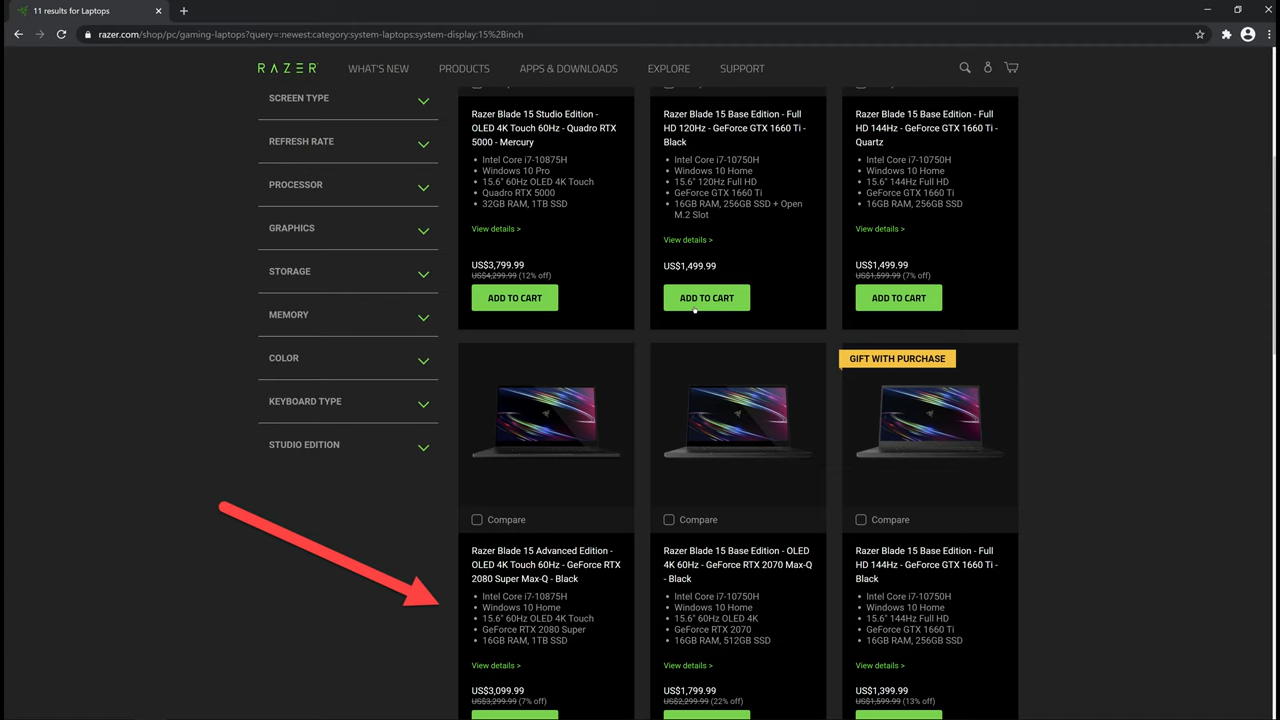 11 results for Laptops
razer.com/shop/pc/gaming-laptops?query=:newest:category:system-laptops:system-display:15%2Binch
RAZER
WHAT'S NEW
PRODUCTS
APPS & DOWNLOADS
EXPLORE
SUPPORT
SCREEN TYPE
REFRESH RATE
PROCESSOR
GRAPHICS
STORAGE
MEMORY
COLOR
KEYBOARD TYPE
STUDIO EDITION
Razer Blade 15 Studio Edition -
OLED 4K Touch 60Hz - Quadro RTX
5000 - Mercury
Intel Core i7-10875H
Windows 10 Pro
15.6" 60Hz OLED 4K Touch
Quadro RTX 5000
32GB RAM, 1TB SSD
View details >
US$3,799.99
US$4,299.99 (12% off)
ADD TO CART
Razer Blade 15 Base Edition - Full
HD 120Hz - GeForce GTX 1660 Ti -
Black
Intel Core i7-10750H
Windows 10 Home
15.6" 120Hz Full HD
GeForce GTX 1660 Ti
16GB RAM, 256GB SSD + Open
M.2 Slot
View details >
US$1,499.99
ADD TO CART
Razer Blade 15 Base Edition - Full
HD 144Hz - GeForce GTX 1660 Ti -
Quartz
Intel Core i7-10750H
Windows 10 Home
15.6" 144Hz Full HD
GeForce GTX 1660 Ti
16GB RAM, 256GB SSD
View details >
US$1,499.99
US$1,599.99 (7% off)
ADD TO CART
Compare
Razer Blade 15 Advanced Edition -
OLED 4K Touch 60Hz - GeForce RTX
2080 Super Max-Q - Black
Intel Core i7-10875H
Windows 10 Home
15.6" 60Hz OLED 4K Touch
GeForce RTX 2080 Super
16GB RAM, 1TB SSD
View details >
US$3,099.99
US$3,299.99 (7% off)
Compare
Razer Blade 15 Base Edition - OLED
4K 60Hz - GeForce RTX 2070 Max-Q
- Black
Intel Core i7-10750H
Windows 10 Home
15.6" 60Hz OLED 4K
GeForce RTX 2070
16GB RAM, 512GB SSD
View details >
US$1,799.99
US$2,299.99 (22% off)
GIFT WITH PURCHASE
Compare
Razer Blade 15 Base Edition - Full
HD 144Hz - GeForce GTX 1660 Ti -
Black
Intel Core i7-10750H
Windows 10 Home
15.6" 144Hz Full HD
GeForce GTX 1660 Ti
16GB RAM, 256GB SSD
View details >
US$1,399.99
US$1,599.99 (13% off)